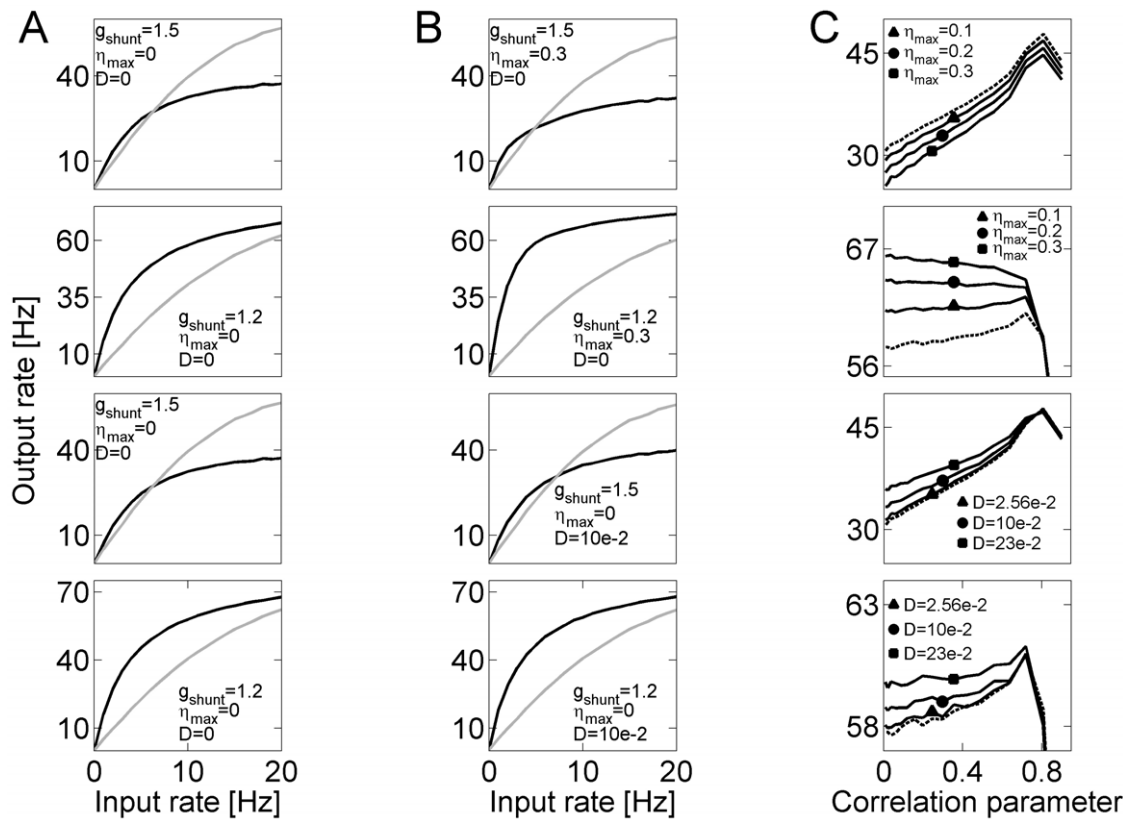 A
B
C
Output rate [Hz]
g_shunt=1.5
η_max=0
D=0
40
10
g_shunt=1.5
η_max=0.3
D=0
40
10
η_max=0.1
η_max=0.2
η_max=0.3
45
30
60
35
10
g_shunt=1.2
η_max=0
D=0
60
35
10
g_shunt=1.2
η_max=0.3
D=0
η_max=0.1
η_max=0.2
η_max=0.3
67
56
g_shunt=1.5
η_max=0
D=0
40
10
40
10
g_shunt=1.5
η_max=0
D=10e-2
45
30
D=2.56e-2
D=10e-2
D=23e-2
70
40
10
g_shunt=1.2
η_max=0
D=0
0 10 20
Input rate [Hz]
70
40
10
g_shunt=1.2
η_max=0
D=10e-2
0 10 20
Input rate [Hz]
63
58
D=2.56e-2
D=10e-2
D=23e-2
0 0.4 0.8
Correlation parameter